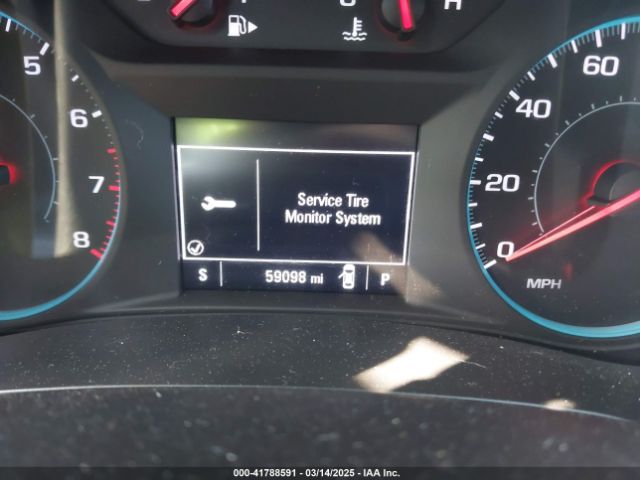 H
5
6
7
8
Service Tire
Monitor System
S
59098 mi
P
60
40
20
0
MPH
000-41788591 - 03/14/2025 - IAA Inc.